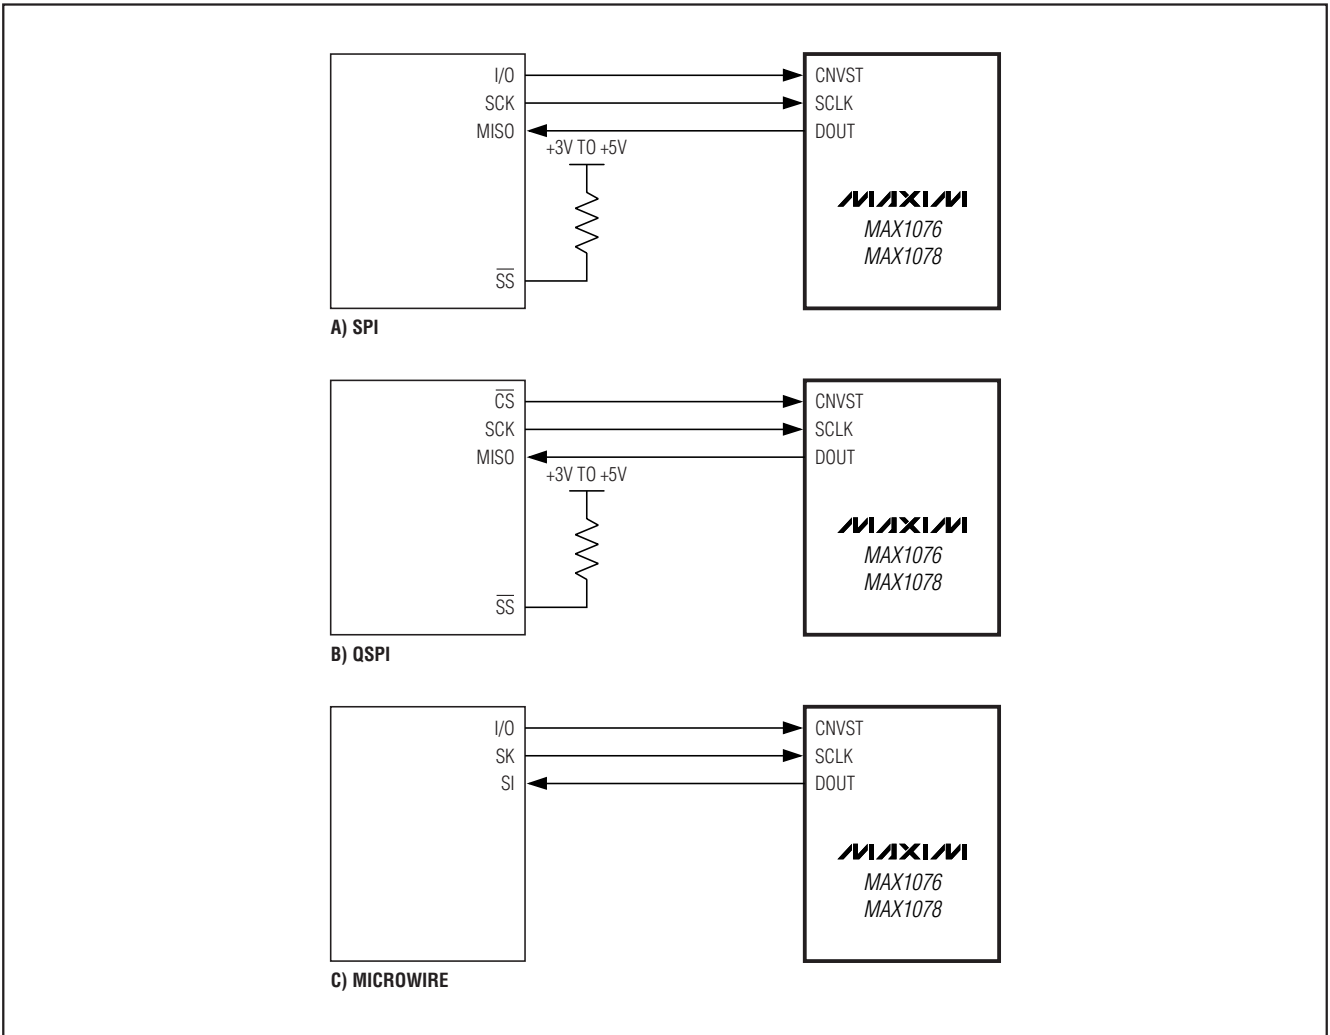 I/O CNVST
SCK SCLK
MISO DOUT
+3V TO +5V
MAXIM
MAX1076
MAX1078
SS
A) SPI
CS CNVST
SCK SCLK
MISO DOUT
+3V TO +5V
MAXIM
MAX1076
MAX1078
SS
B) QSPI
I/O CNVST
SK SCLK
SI DOUT
MAXIM
MAX1076
MAX1078
C) MICROWIRE